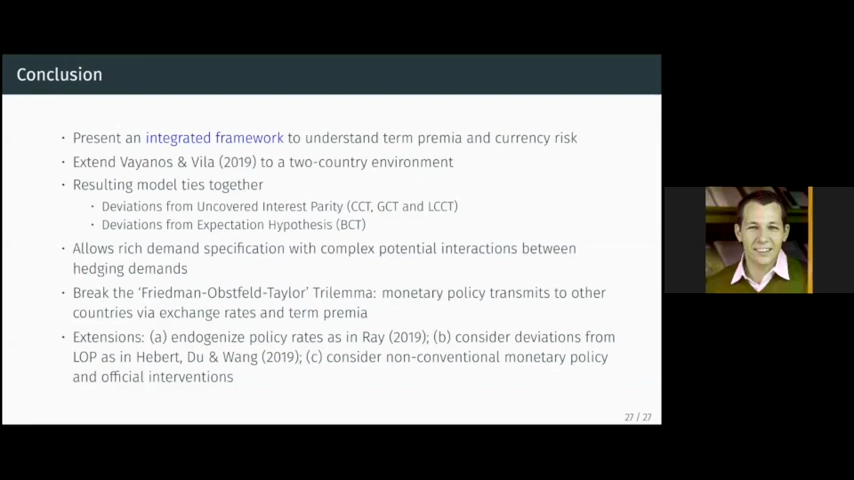 Conclusion
· Present an integrated framework to understand term premia and currency risk
· Extend Vayanos & Vila (2019) to a two-country environment
· Resulting model ties together
· Deviations from Uncovered Interest Parity (CCT, GCT and LCCT)
· Deviations from Expectation Hypothesis (BCT)
· Allows rich demand specification with complex potential interactions between
hedging demands
· Break the ‘Friedman-Obstfeld-Taylor’ Trilemma: monetary policy transmits to other
countries via exchange rates and term premia
· Extensions: (a) endogenize policy rates as in Ray (2019); (b) consider deviations from
LOP as in Hebert, Du & Wang (2019); (c) consider non-conventional monetary policy
and official interventions
27 / 27